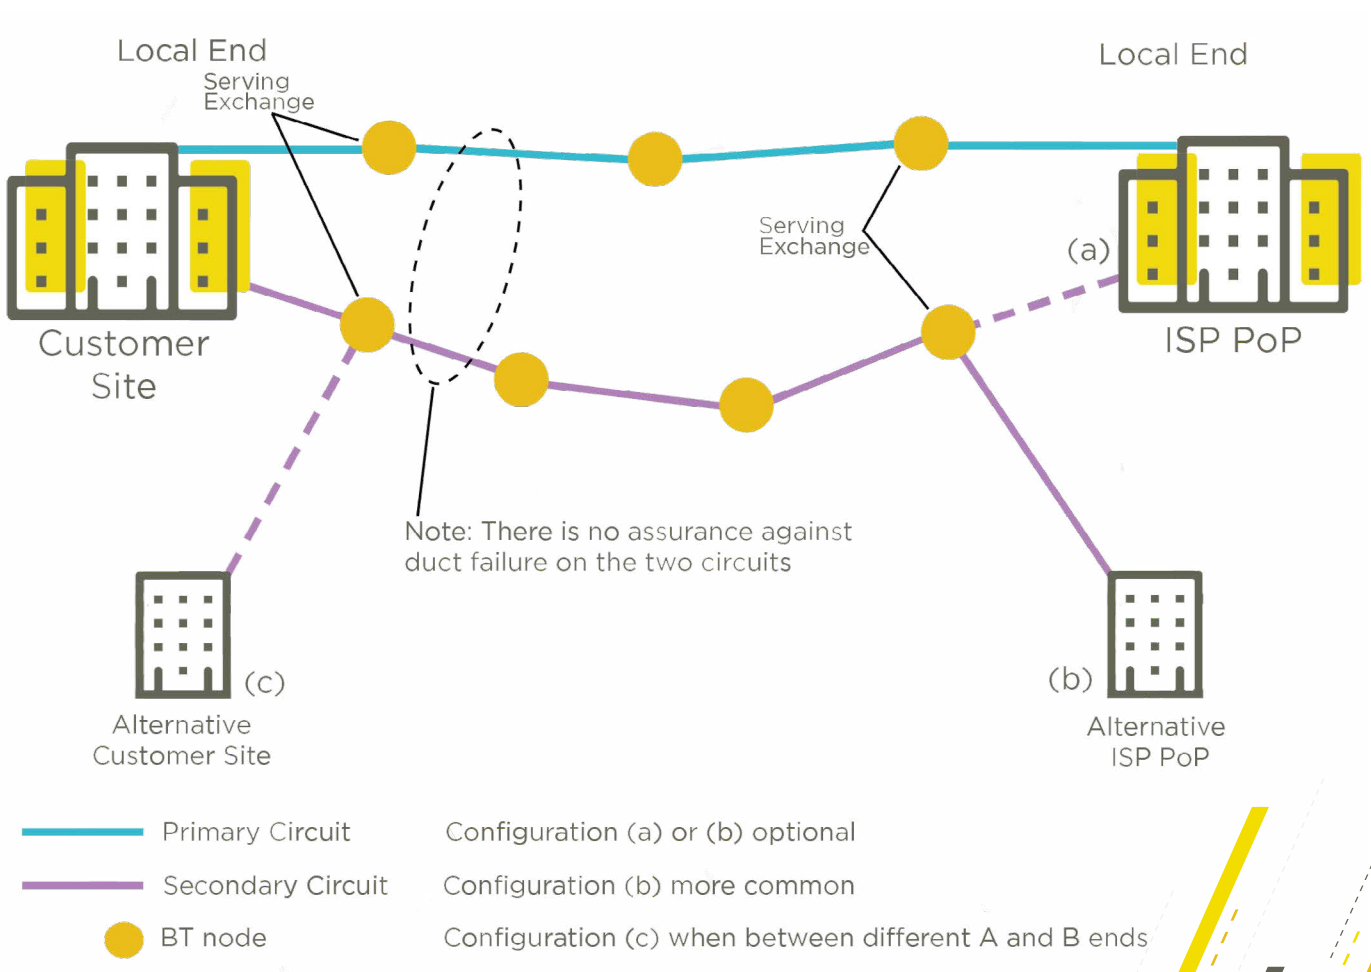 Local End
Serving
Exchange
Local End
Serving
Exchange
(a)
Customer
Site
ISP PoP
Note: There is no assurance against
duct failure on the two circuits
(c)
(b)
Alternative
Customer Site
Alternative
ISP PoP
Primary Circuit
Configuration (a) or (b) optional
Secondary Circuit
Configuration (b) more common
BT node
Configuration (c) when between different A and B ends